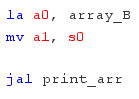 la a0, array_B
mv a1, s0
jal print_arr